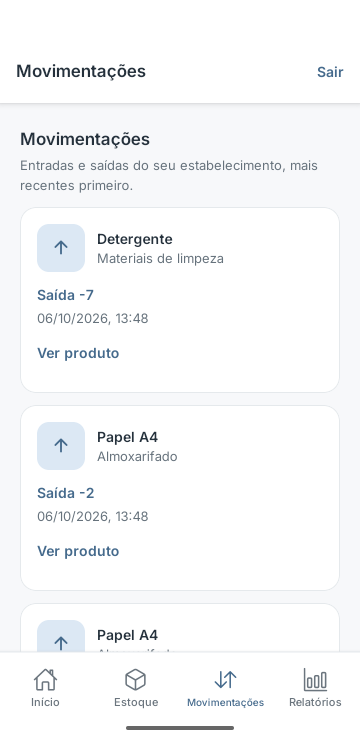 Movimentações
Sair
Movimentações
Entradas e saídas do seu estabelecimento, mais
recentes primeiro.
Detergente
Materiais de limpeza
Saída -7
06/10/2026, 13:48
Ver produto
Papel A4
Almoxarifado
Saída -2
06/10/2026, 13:48
Ver produto
Papel A4
Início
Estoque
Movimentações
Relatórios